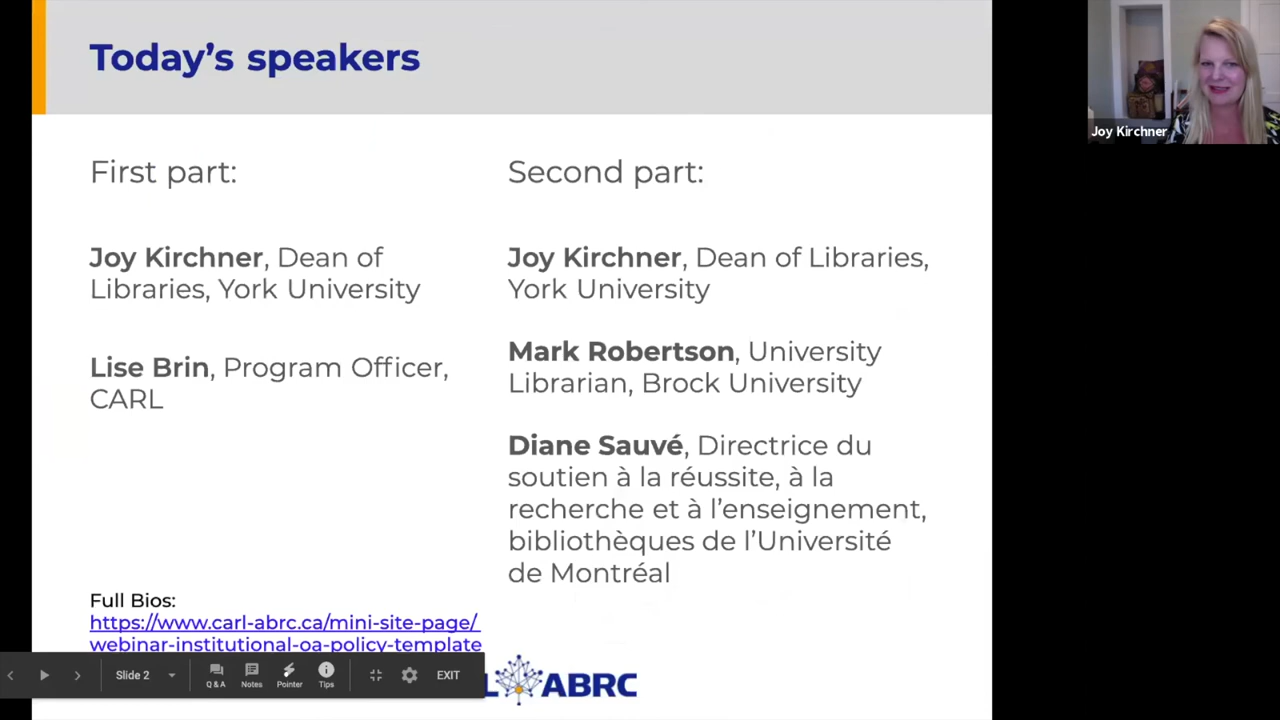 Today's speakers
First part:
Joy Kirchner, Dean of
Libraries, York University
Lise Brin, Program Officer,
CARL
Second part:
Joy Kirchner, Dean of Libraries,
York University
Mark Robertson, University
Librarian, Brock University
Diane Sauvé, Directrice du
soutien à la réussite, à la
recherche et à l'enseignement,
bibliothèques de l'Université
de Montréal
Full Bios:
https://www.carl-abrc.ca/mini-site-page/
webinar-institutional-oa-policy-template
L ABRC
Slide 2
Q & A
Notes
Pointer
Tips
EXIT
Joy Kirchner